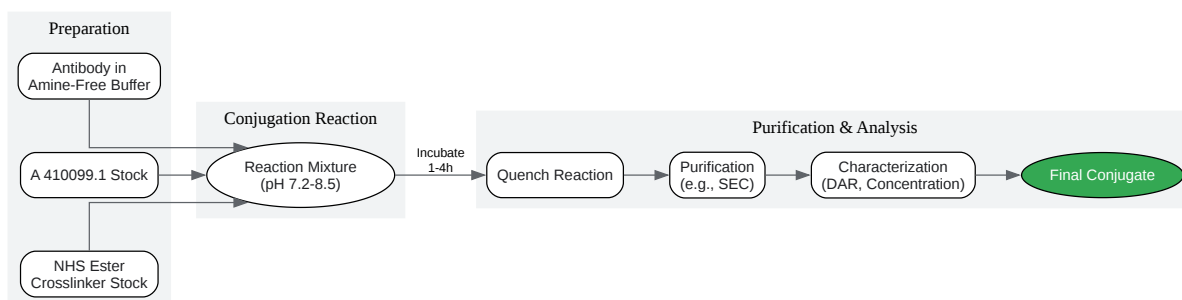 Preparation
Antibody in
Amine-Free Buffer
A 410099.1 Stock
NHS Ester
Crosslinker Stock
Conjugation Reaction
Reaction Mixture
(pH 7.2-8.5)
Incubate
1-4h
Purification & Analysis
Quench Reaction
Purification
(e.g., SEC)
Characterization
(DAR, Concentration)
Final Conjugate